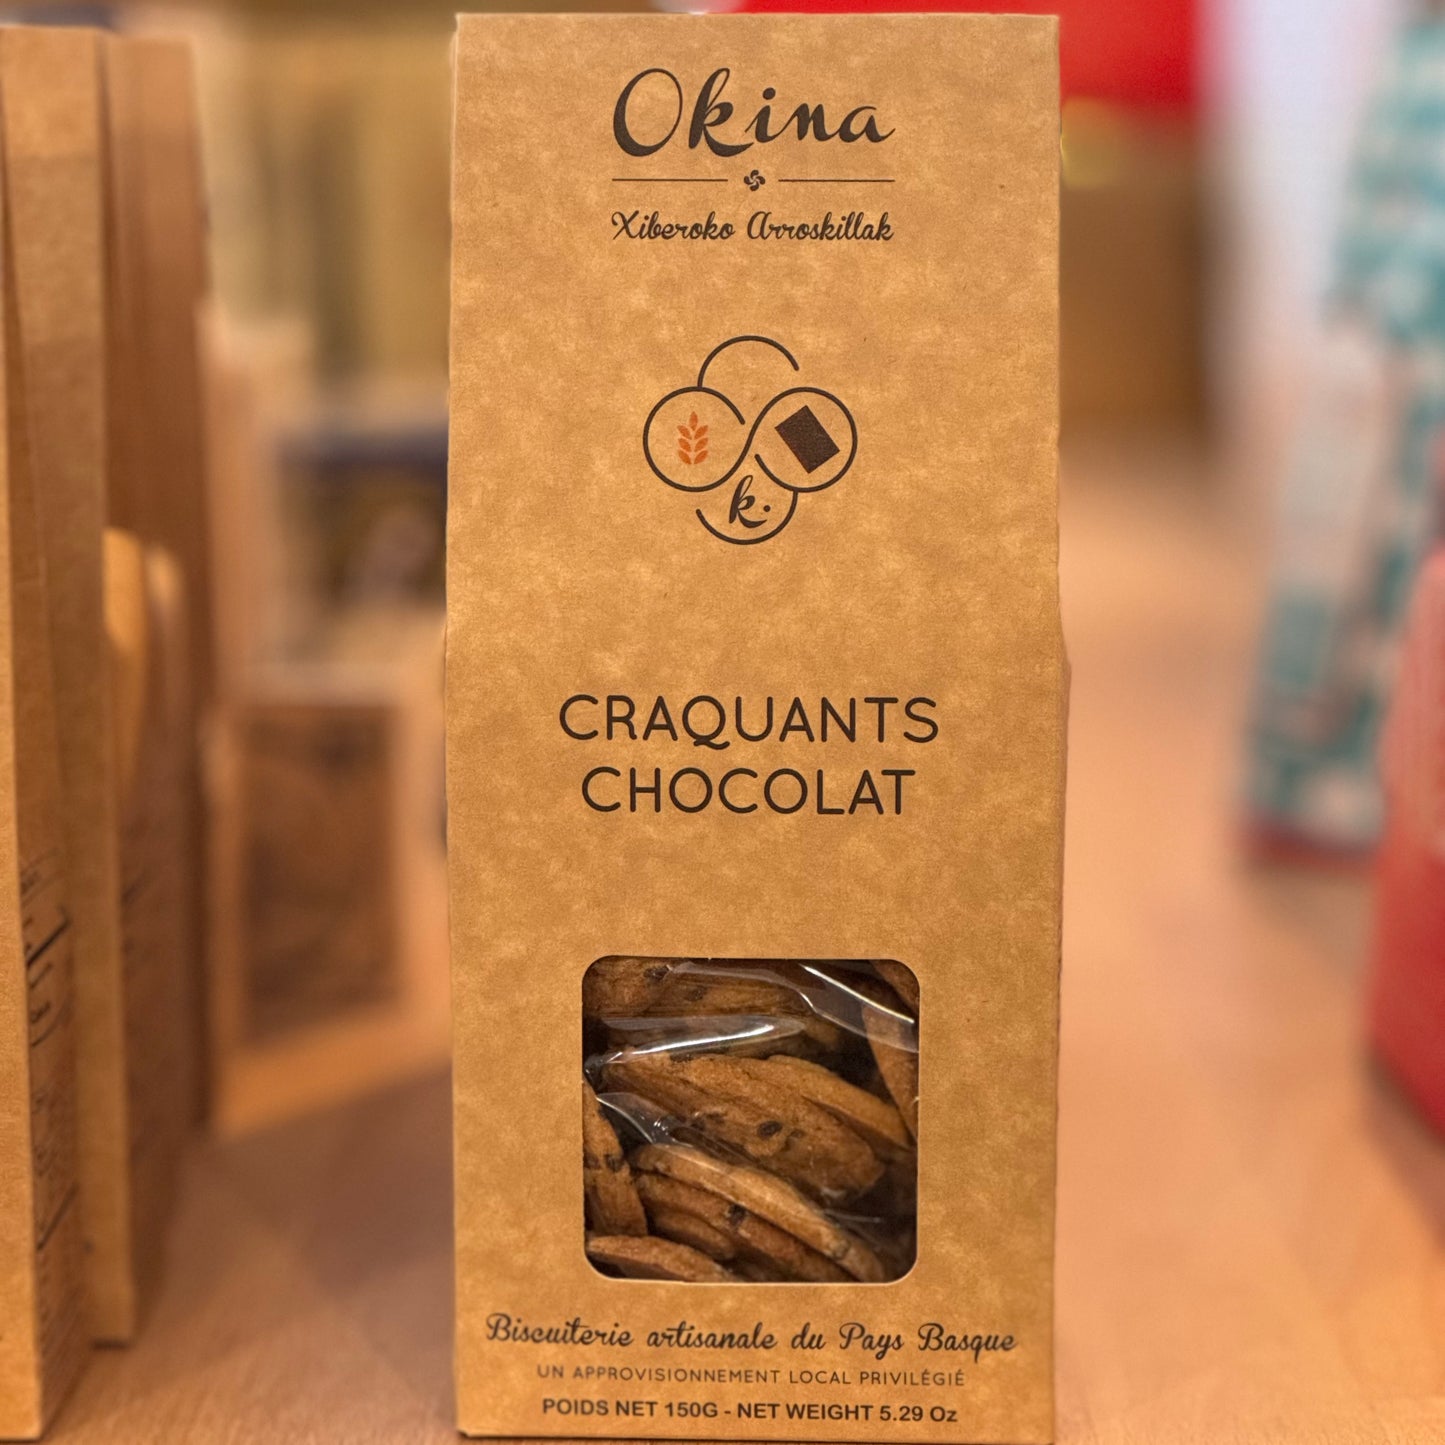 Okina
Xiberoko Arroskillak
k.
CRAQUANTS
CHOCOLAT
Biscuiterie artisanale du Pays Basque
UN APPROVISIONNEMENT LOCAL PRIVILÉGIÉ
POIDS NET 150G - NET WEIGHT 5.29 Oz